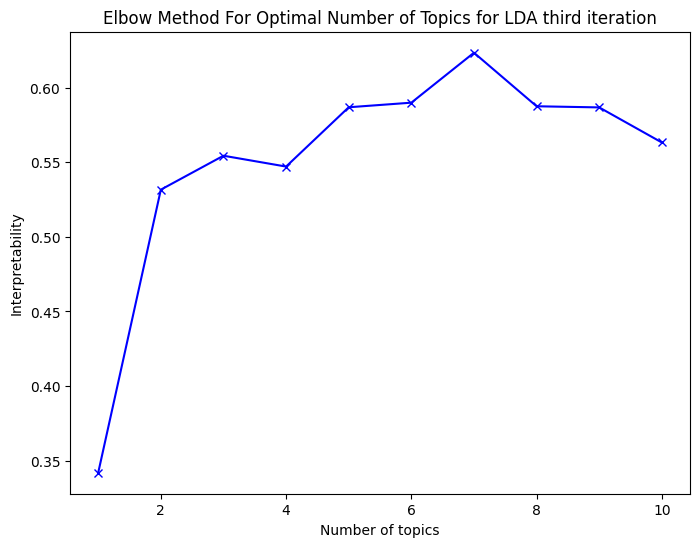 Elbow Method For Optimal Number of Topics for LDA third iteration
Interpretability
0.60
0.55
0.50
0.45
0.40
0.35
2 4 6 8 10
Number of topics